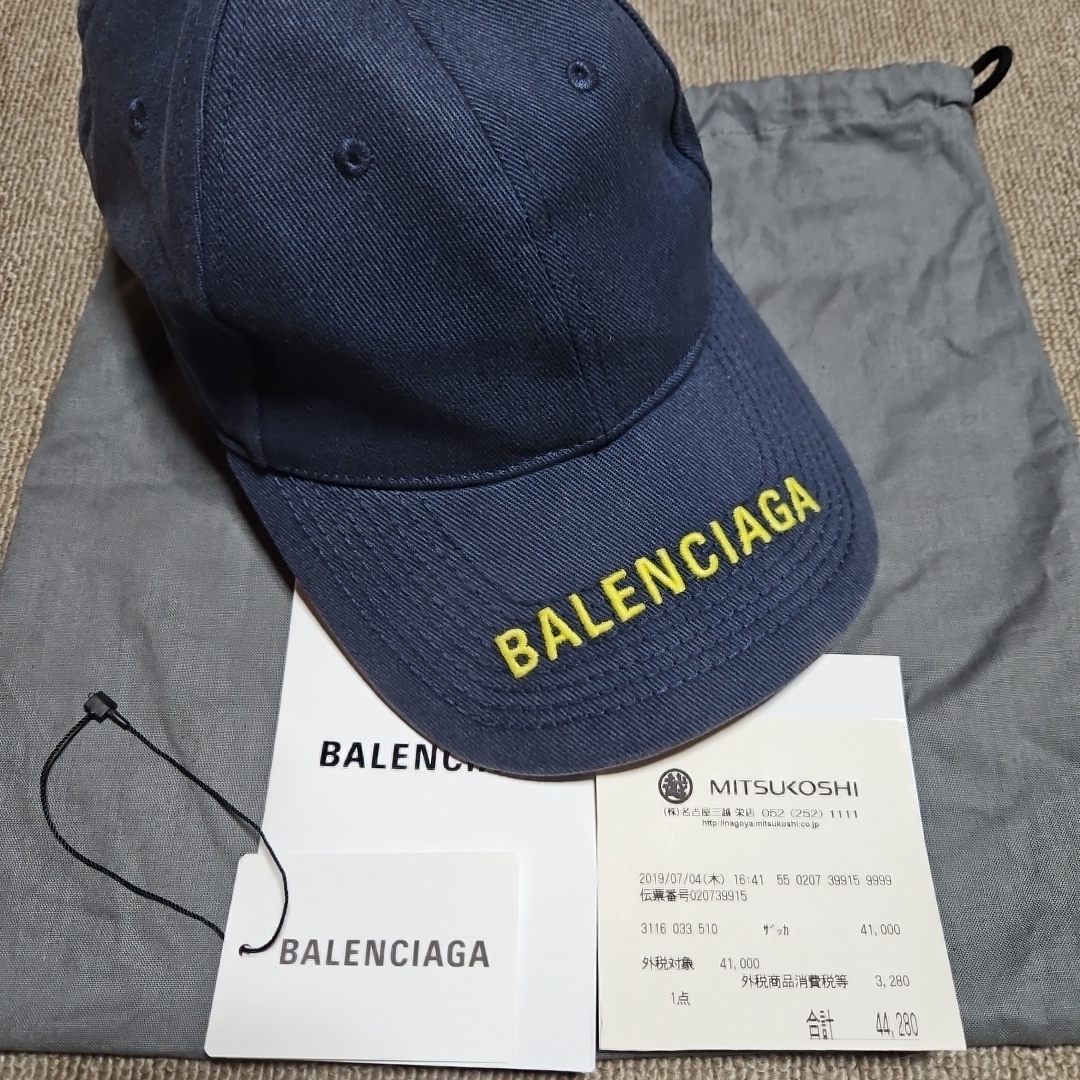 BALENCIAGA
BALENCIA
BALENCIAGA
越 MITSUKOSHI
(株)名古屋三越 栄店 052 (252) 1111
http://nagoya.mitsukoshi.co.jp
2019/07/04(木) 16:41 55 0207 39915 9999
伝票番号020739915
3116 033 510 ザッカ 41,000
外税対象 41,000
外税商品消費税等 3,280
1点
合計 44,280